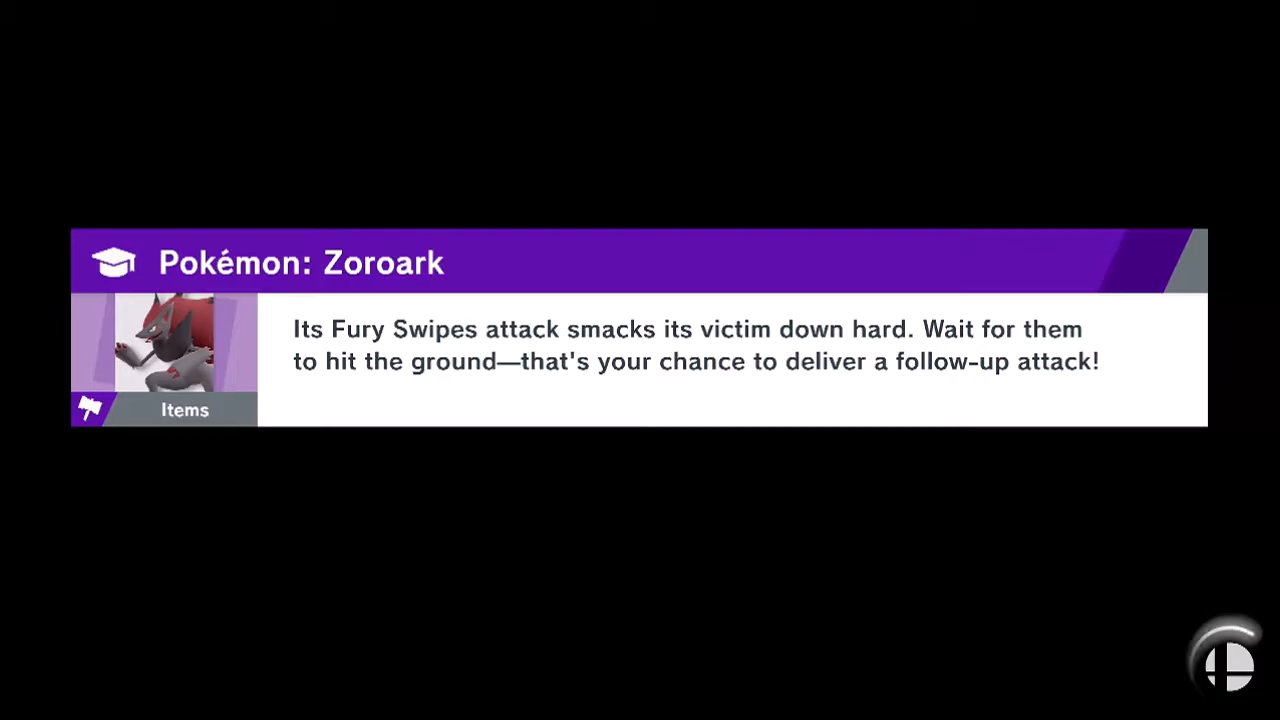 Pokémon: Zoroark
Its Fury Swipes attack smacks its victim down hard. Wait for them
to hit the ground—that's your chance to deliver a follow-up attack!
Items